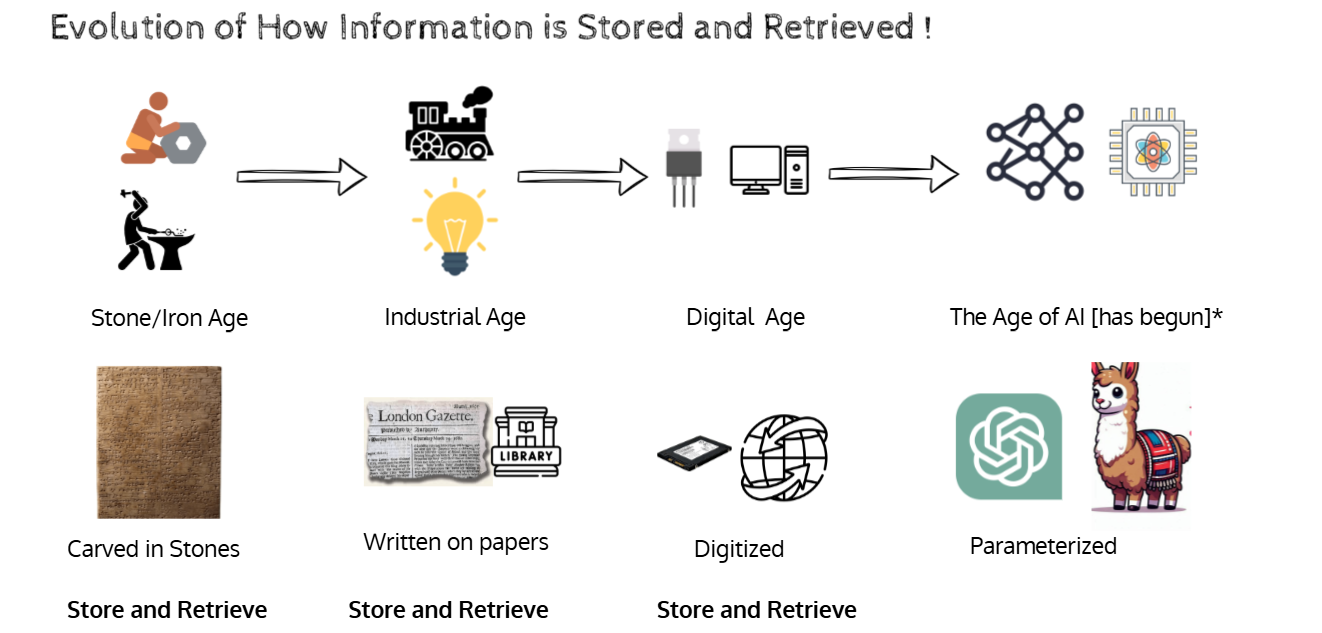 Evolution of How Information is Stored and Retrieved !
Stone/Iron Age
Industrial Age
Digital  Age
The Age of AI [has begun]*
London Gazette.
LIBRARY
Carved in Stones
Written on papers
Digitized
Parameterized
Store and Retrieve
Store and Retrieve
Store and Retrieve